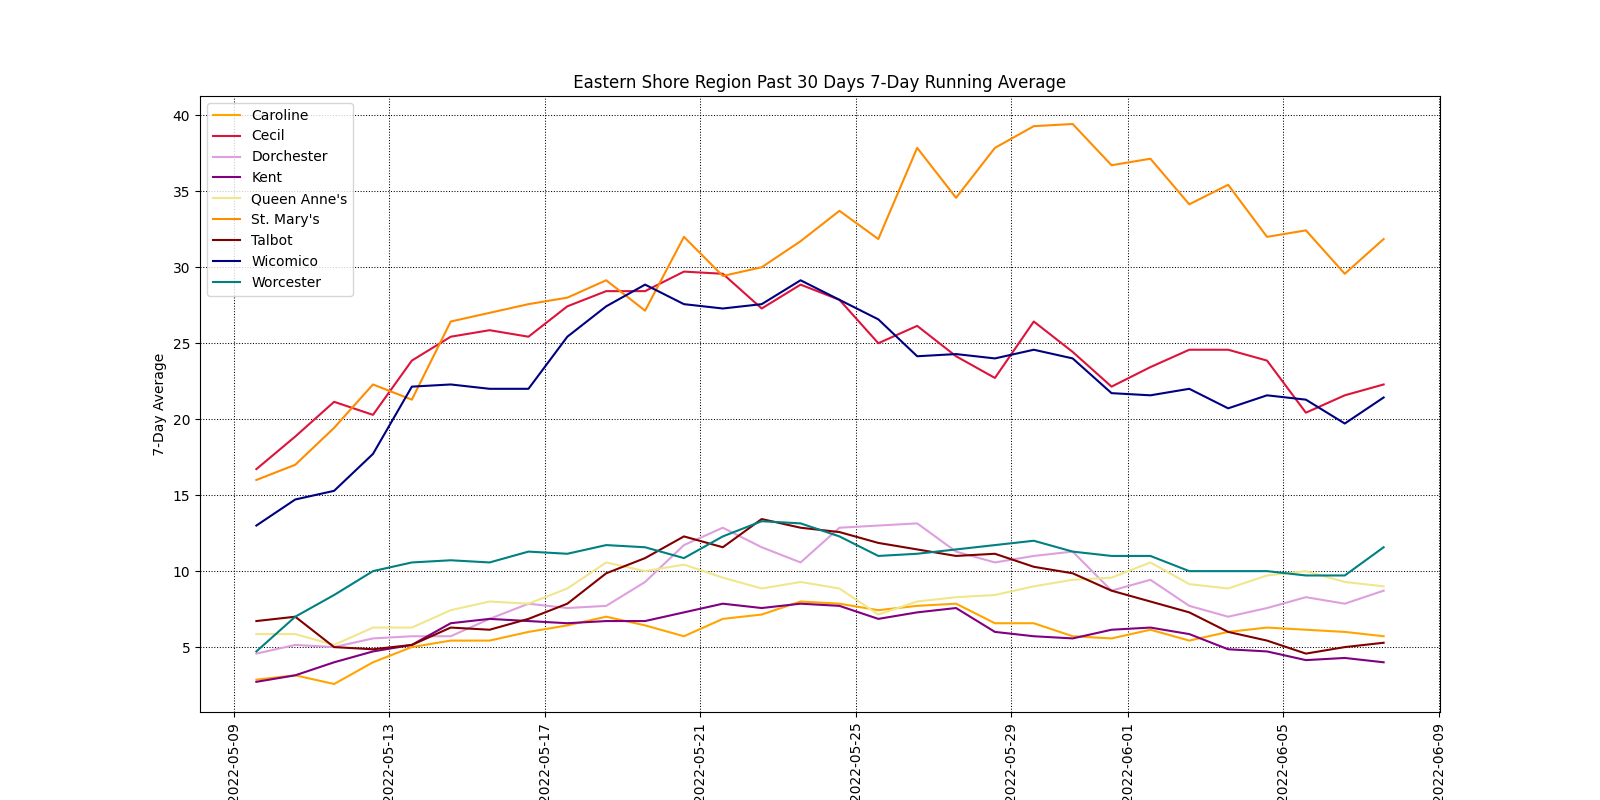 Eastern Shore Region Past 30 Days 7-Day Running Average
Caroline
Cecil
Dorchester
Kent
Queen Anne's
St. Mary's
Talbot
Wicomico
Worcester
40
35
30
25
20
15
10
5
7-Day Average
2022-05-09
2022-05-13
2022-05-17
2022-05-21
2022-05-25
2022-05-29
2022-06-01
2022-06-05
2022-06-09